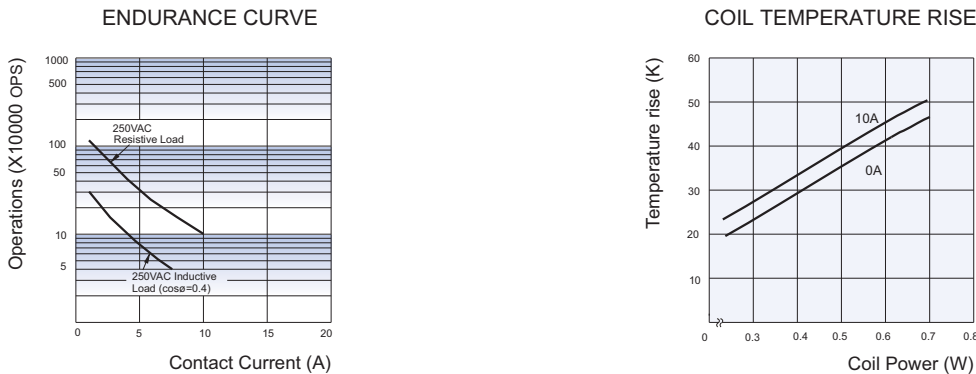 ENDURANCE CURVE
Operations (X10000 OPS)
1000
500
100
50
10
5
250VAC
Resistive Load
250VAC Inductive
Load (cosø=0.4)
0 5 10 15 20
Contact Current (A)
COIL TEMPERATURE RISE
Temperature rise (K)
60
50
40
30
20
10
10A
0A
0 0.3 0.4 0.5 0.6 0.7 0.8
Coil Power (W)